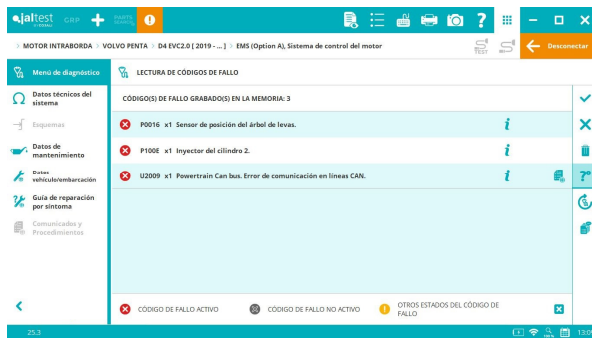 jaltest GRP PARTS
MOTOR INTRABORDA > VOLVO PENTA > D4 EVC2.0 [ 2019 - ... ] > EMS (Option A), Sistema de control del motor
TEST
Desconectar
Menú de diagnóstico
LECTURA DE CÓDIGOS DE FALLO
Datos técnicos del
sistema
CÓDIGO(S) DE FALLO GRABADO(S) EN LA MEMORIA: 3
Esquemas
P0016 x1 Sensor de posición del árbol de levas.
Datos de
mantenimiento
P100E x1 Inyector del cilindro 2.
Datos
vehículo/embarcación
U2009 x1 Powertrain Can bus. Error de comunicación en líneas CAN.
Guía de reparación
por síntoma
Comunicados y
Procedimientos
CÓDIGO DE FALLO ACTIVO
CÓDIGO DE FALLO NO ACTIVO
OTROS ESTADOS DEL CÓDIGO DE
FALLO
25.3
100%
13:09